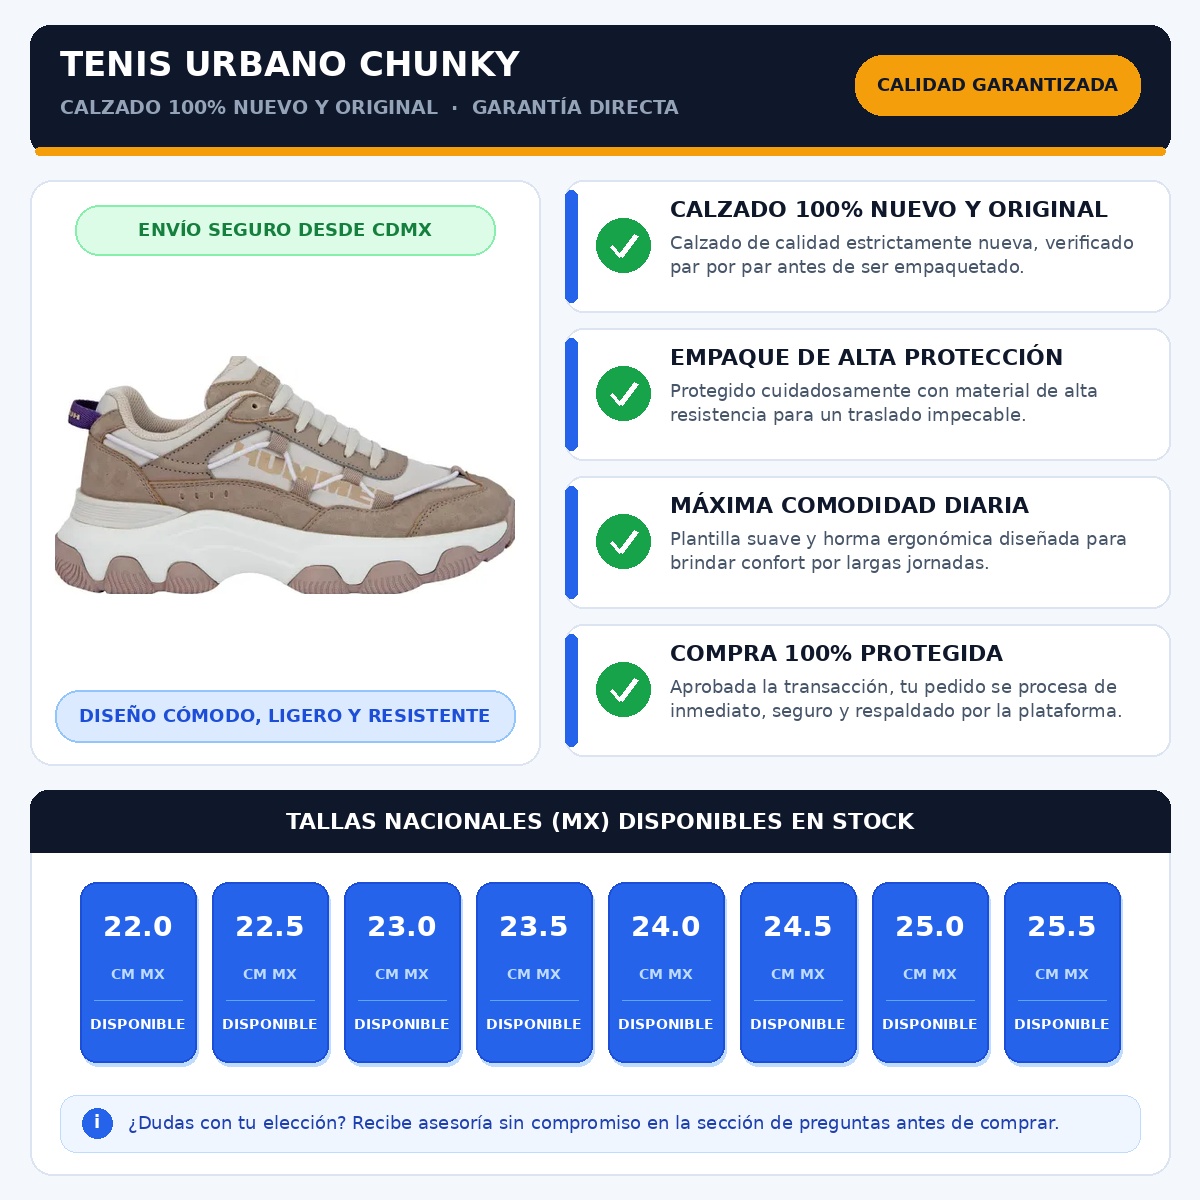 TENIS URBANO CHUNKY
CALZADO 100% NUEVO Y ORIGINAL · GARANTÍA DIRECTA
CALIDAD GARANTIZADA
ENVÍO SEGURO DESDE CDMX
DISEÑO CÓMODO, LIGERO Y RESISTENTE
CALZADO 100% NUEVO Y ORIGINAL
Calzado de calidad estrictamente nueva, verificado
par por par antes de ser empaquetado.
EMPAQUE DE ALTA PROTECCIÓN
Protegido cuidadosamente con material de alta
resistencia para un traslado impecable.
MÁXIMA COMODIDAD DIARIA
Plantilla suave y horma ergonómica diseñada para
brindar confort por largas jornadas.
COMPRA 100% PROTEGIDA
Aprobada la transacción, tu pedido se procesa de
inmediato, seguro y respaldado por la plataforma.
TALLAS NACIONALES (MX) DISPONIBLES EN STOCK
22.0 22.5 23.0 23.5 24.0 24.5 25.0 25.5
CM MX CM MX CM MX CM MX CM MX CM MX CM MX CM MX
DISPONIBLE DISPONIBLE DISPONIBLE DISPONIBLE DISPONIBLE DISPONIBLE DISPONIBLE DISPONIBLE
i ¿Dudas con tu elección? Recibe asesoría sin compromiso en la sección de preguntas antes de comprar.